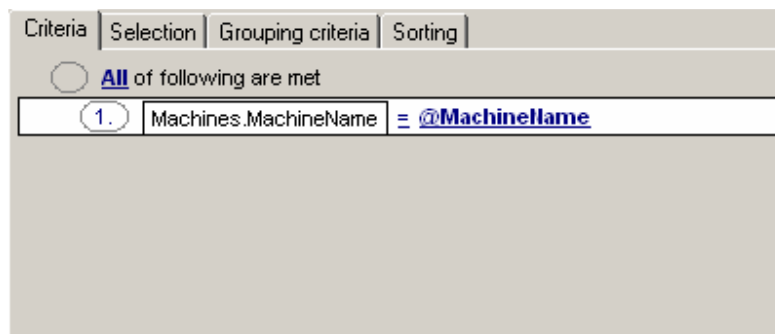 Criteria Selection Grouping criteria Sorting
All of following are met
1. Machines.MachineName = @MachineName